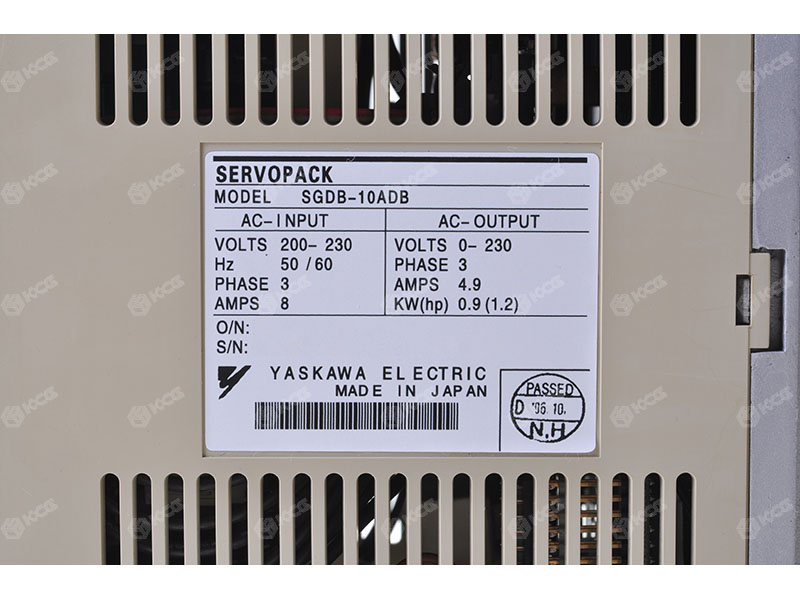 SERVOPACK
MODEL SGDB-10ADB
AC-INPUT
VOLTS 200-230
Hz 50/60
PHASE 3
AMPS 8
AC-OUTPUT
VOLTS 0-230
PHASE 3
AMPS 4.9
KW(hp) 0.9(1.2)
O/N:
S/N:
YASKAWA ELECTRIC
MADE IN JAPAN
PASSED
D '96.10.
N.H
KCG